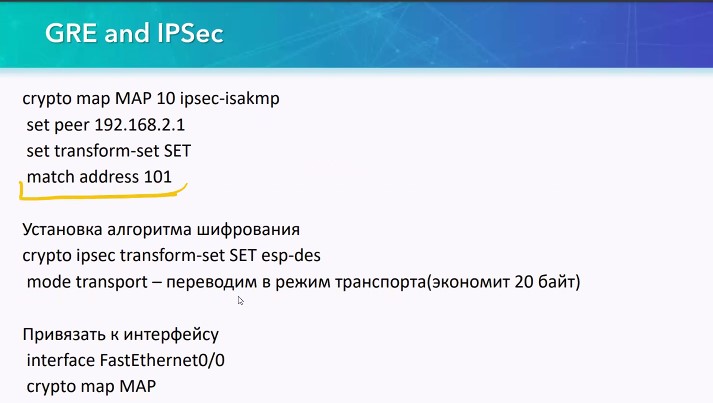 GRE and IPSec
crypto map MAP 10 ipsec-isakmp
set peer 192.168.2.1
set transform-set SET
match address 101
Установка алгоритма шифрования
crypto ipsec transform-set SET esp-des
mode transport – переводим в режим транспорта(экономит 20 байт)
Привязать к интерфейсу
interface FastEthernet0/0
crypto map MAP